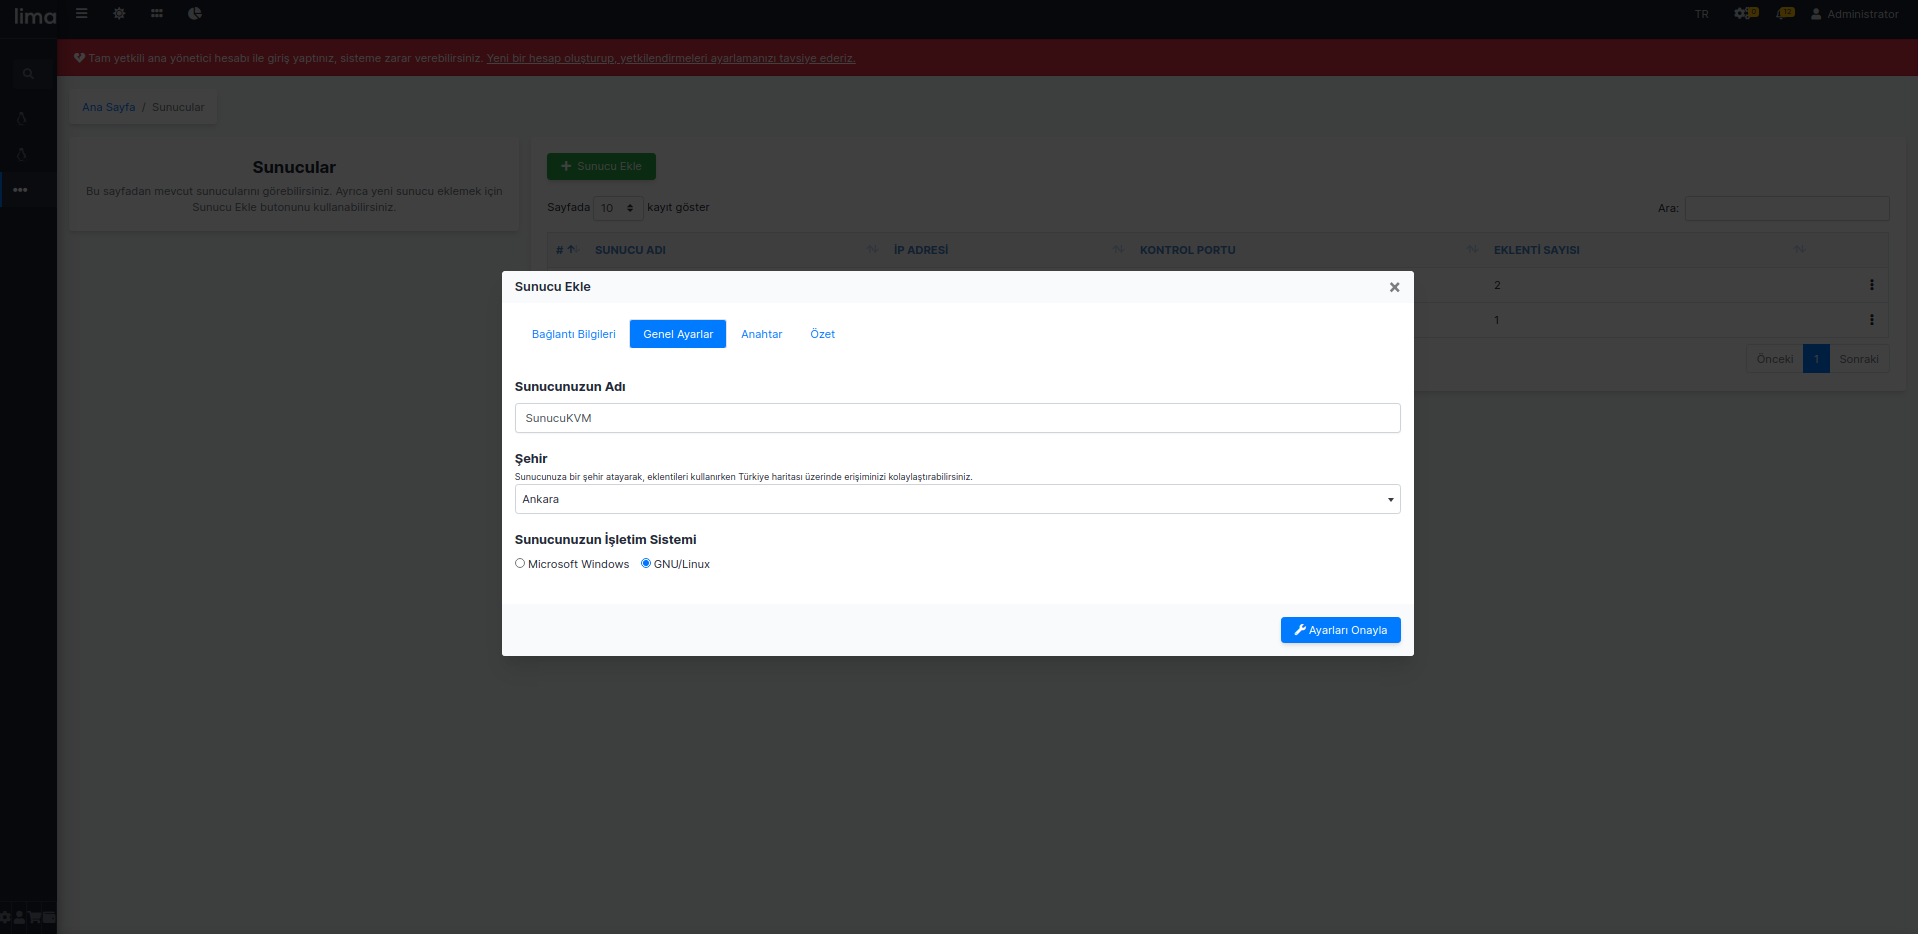 lima
TR
0
12
Administrator
Tam yetkili ana yönetici hesabı ile giriş yaptınız, sisteme zarar verebilirsiniz. Yeni bir hesap oluşturup, yetkilendirmeleri ayarlamanızı tavsiye ederiz.
Ana Sayfa / Sunucular
Sunucular
Bu sayfadan mevcut sunucularını görebilirsiniz. Ayrıca yeni sunucu eklemek için
Sunucu Ekle butonunu kullanabilirsiniz.
Sunucu Ekle
Sayfada 10 kayıt göster
Ara:
# SUNUCU ADI İP ADRESİ KONTROL PORTU EKLENTİ SAYISI
2
1
Önceki 1 Sonraki
Sunucu Ekle
Bağlantı Bilgileri Genel Ayarlar Anahtar Özet
Sunucunuzun Adı
SunucuKVM
Şehir
Sunucunuza bir şehir atayarak, eklentileri kullanırken Türkiye haritası üzerinde erişiminizi kolaylaştırabilirsiniz.
Ankara
Sunucunuzun İşletim Sistemi
Microsoft Windows GNU/Linux
Ayarları Onayla